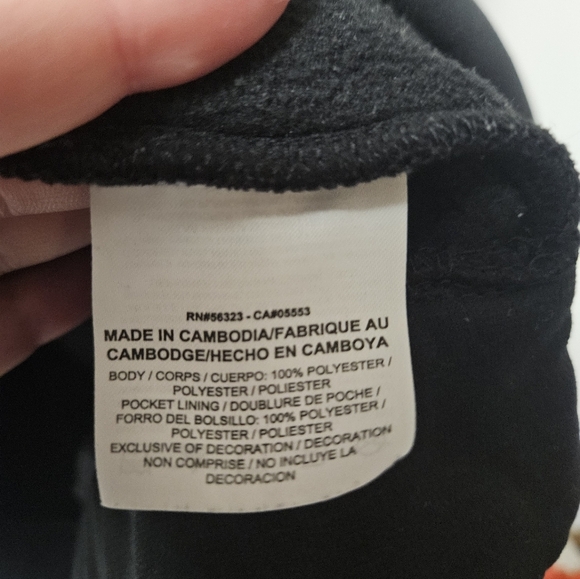 RN#56323 - CA#05553
MADE IN CAMBODIA/FABRIQUE AU
CAMBODGE/HECHO EN CAMBOYA
BODY / CORPS / CUERPO: 100% POLYESTER /
POLYESTER / POLIESTER
POCKET LINING / DOUBLURE DE POCHE /
FORRO DEL BOLSILLO: 100% POLYESTER /
POLYESTER / POLIESTER
EXCLUSIVE OF DECORATION / DECORATION
NON COMPRISE / NO INCLUYE LA
DECORACION